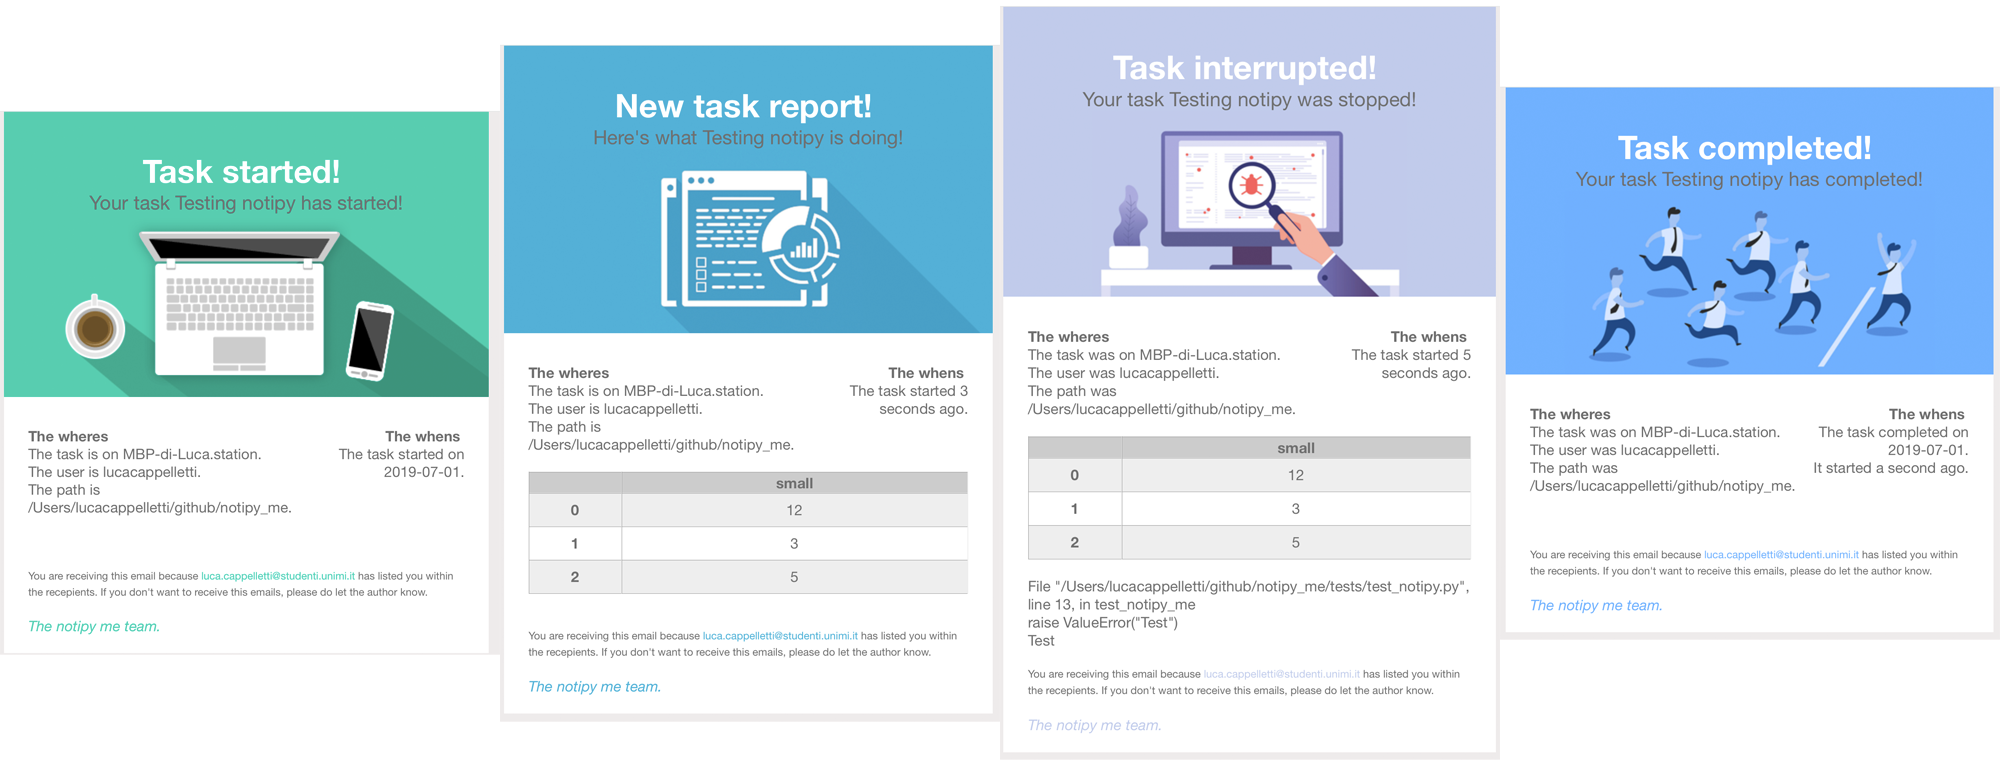 Task started!
Your task Testing notipy has started!
The wheres
The task is on MBP-di-Luca.station.
The user is lucacappelletti.
The path is
/Users/lucacappelletti/github/notipy_me.
The whens
The task started on
2019-07-01.
You are receiving this email because luca.cappelletti@studenti.unimi.it has listed you within
the recepients. If you don't want to receive this emails, please do let the author know.
The notipy me team.
New task report!
Here's what Testing notipy is doing!
The wheres
The task is on MBP-di-Luca.station.
The user is lucacappelletti.
The path is
/Users/lucacappelletti/github/notipy_me.
The whens
The task started 3
seconds ago.
small
0 12
1 3
2 5
You are receiving this email because luca.cappelletti@studenti.unimi.it has listed you within
the recepients. If you don't want to receive this emails, please do let the author know.
The notipy me team.
Task interrupted!
Your task Testing notipy was stopped!
The wheres
The task was on MBP-di-Luca.station.
The user was lucacappelletti.
The path was
/Users/lucacappelletti/github/notipy_me.
The whens
The task started 5
seconds ago.
small
0 12
1 3
2 5
File "/Users/lucacappelletti/github/notipy_me/tests/test_notipy.py",
line 13, in test_notipy_me
raise ValueError("Test")
Test
You are receiving this email because luca.cappelletti@studenti.unimi.it has listed you within
the recepients. If you don't want to receive this emails, please do let the author know.
The notipy me team.
Task completed!
Your task Testing notipy has completed!
The wheres
The task was on MBP-di-Luca.station.
The user was lucacappelletti.
The path was
/Users/lucacappelletti/github/notipy_me.
The whens
The task completed on
2019-07-01.
It started a second ago.
You are receiving this email because luca.cappelletti@studenti.unimi.it has listed you within
the recepients. If you don't want to receive this emails, please do let the author know.
The notipy me team.